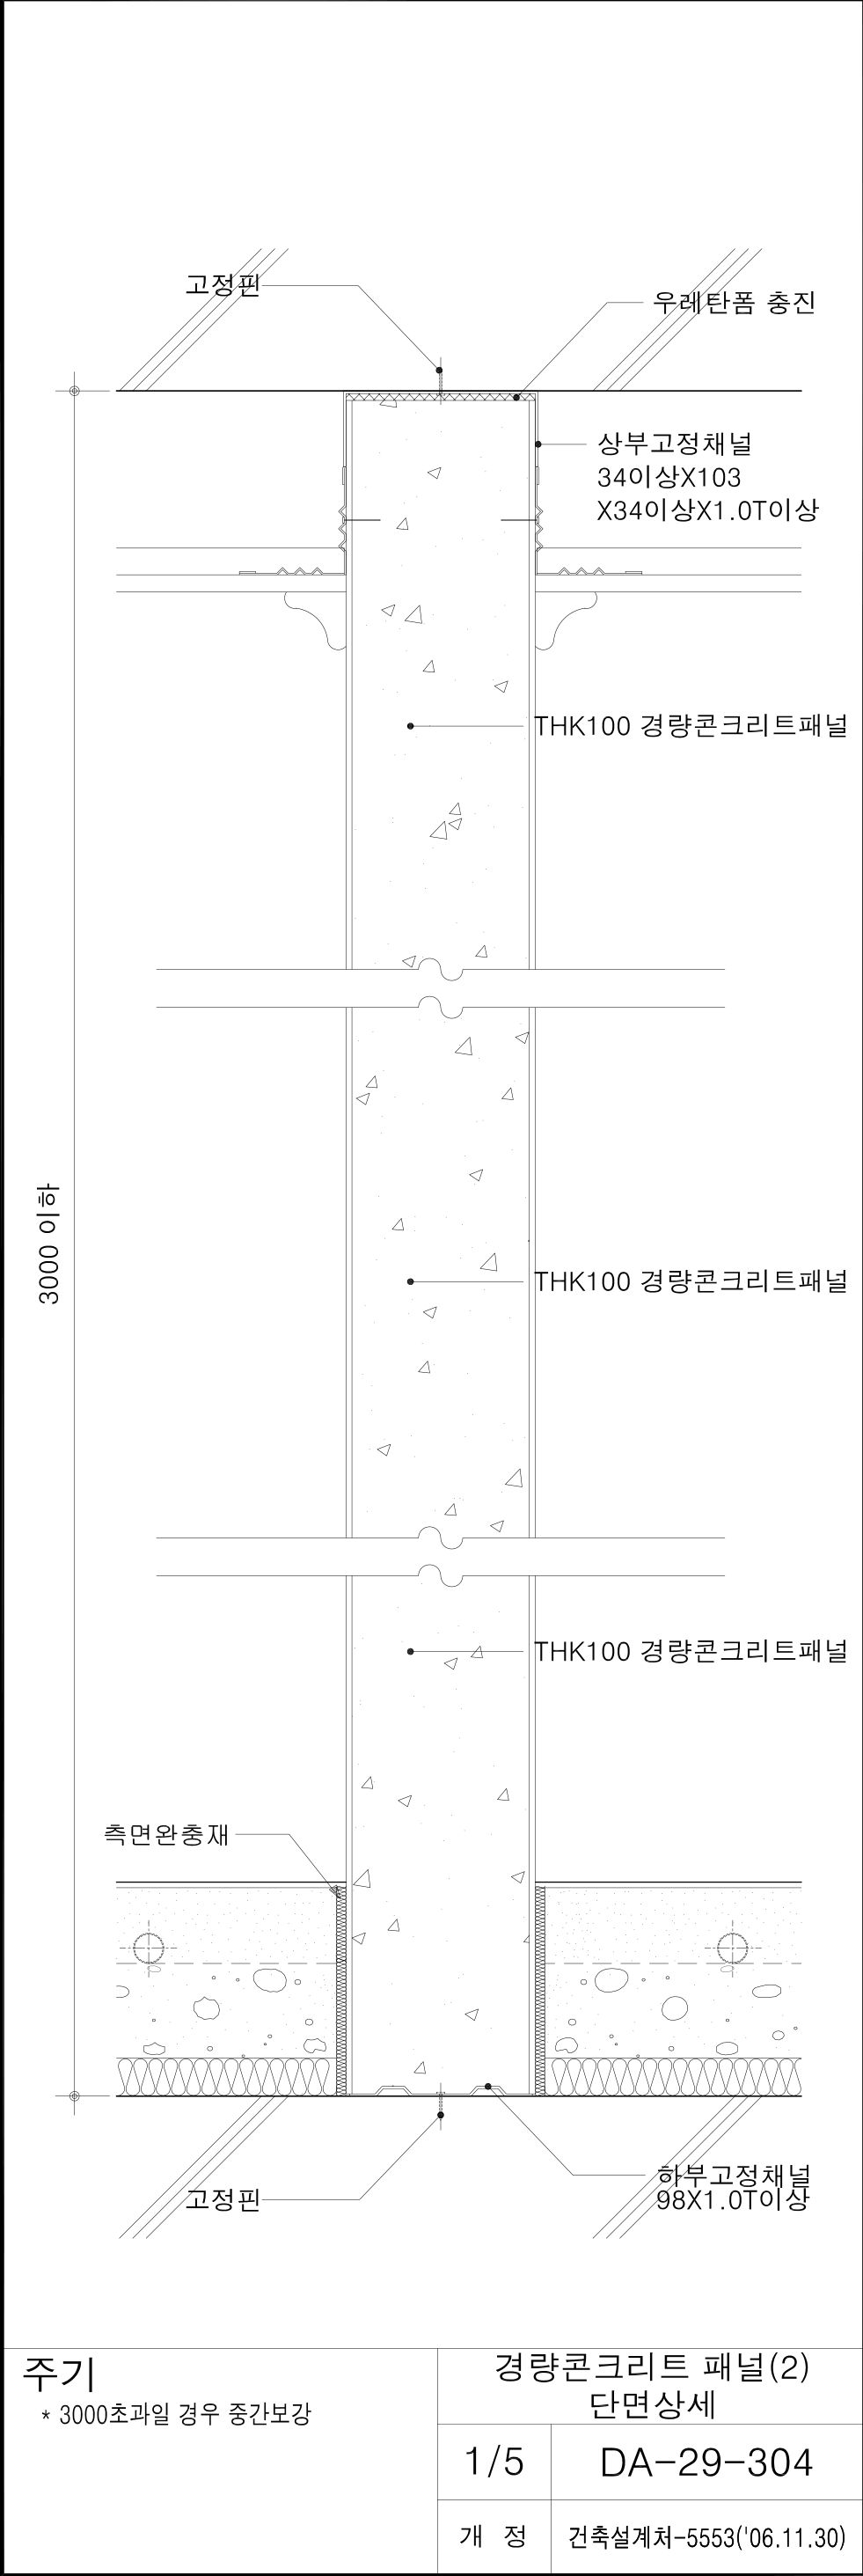 고정핀
우레탄폼 충진
상부고정채널
34이상X103
X34이상X1.0T이상
THK100 경량콘크리트패널
3000 이하
THK100 경량콘크리트패널
THK100 경량콘크리트패널
측면완충재
하부고정채널
98X1.0T이상
고정핀
주기
* 3000초과일 경우 중간보강
경량콘크리트 패널(2)
단면상세
1/5
DA-29-304
개 정
건축설계처-5553('06.11.30)